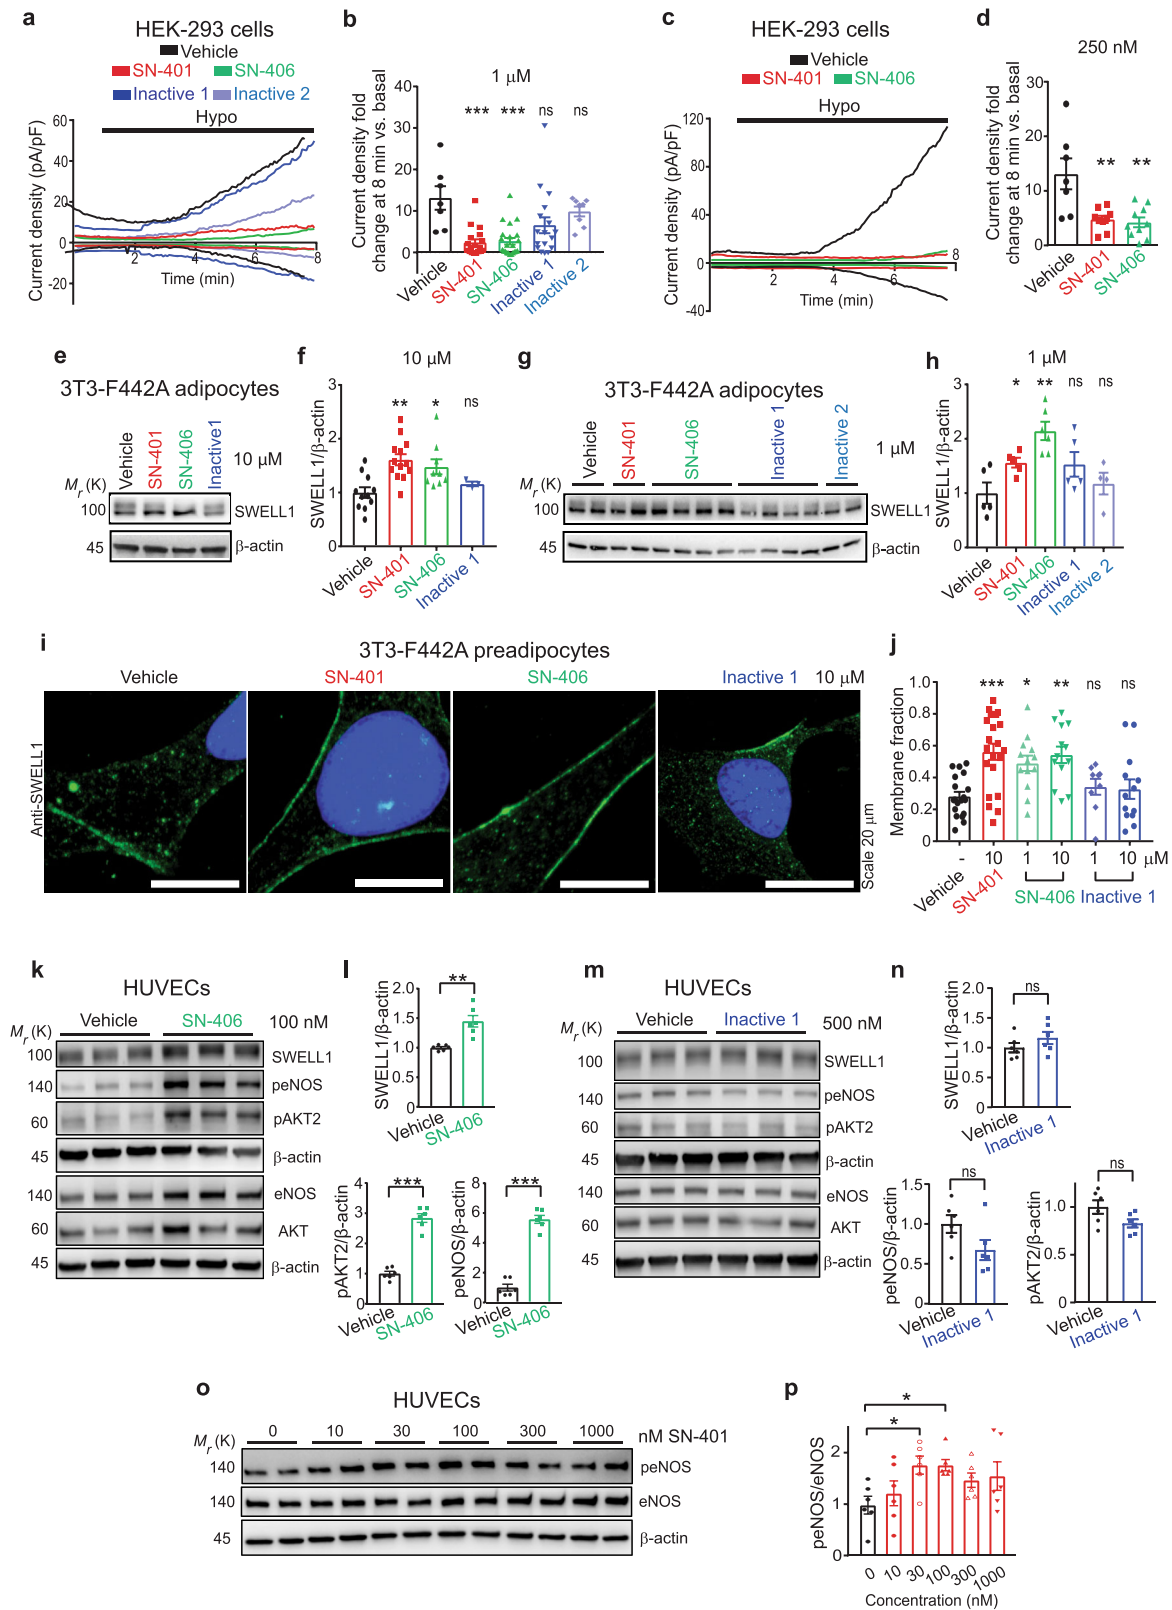 a
HEK-293 cells
Vehicle
SN-401 SN-406
Inactive 1 Inactive 2
Hypo
Current density (pA/pF)
60
40
20
0
-20
2 4 6 8
Time (min)
b
1 μM
Current density fold
change at 8 min vs. basal
40
30
20
10
0
*** *** ns ns
Vehicle SN-401 SN-406 Inactive 1 Inactive 2
c
HEK-293 cells
Vehicle
SN-401 SN-406
Hypo
Current density (pA/pF)
120
80
40
0
-40
2 4 6 8
Time (min)
d
250 nM
Current density fold
change at 8 min vs. basal
30
20
10
0
** **
Vehicle SN-401 SN-406
e
3T3-F442A adipocytes
Vehicle SN-401 SN-406 Inactive1
10 μM
Mr (K)
100 SWELL1
45 β-actin
f
10 μM
SWELL1/β-actin
3
2
1
0
** * ns
Vehicle SN-401 SN-406 Inactive 1
g
3T3-F442A adipocytes
Vehicle SN-401 SN-406 Inactive 1 Inactive 2
1 μM
Mr (K)
100 SWELL1
45 β-actin
h
1 μM
SWELL1/β-actin
3
2
1
0
* ** ns ns
Vehicle SN-401 SN-406 Inactive 1 Inactive 2
i
3T3-F442A preadipocytes
Vehicle SN-401 SN-406 Inactive 1 10 μM
Anti-SWELL1
Scale 20 μm
j
Membrane fraction
1.0
0.8
0.6
0.4
0.2
0
*** * ** ns ns
- 10 1 10 1 10 μM
Vehicle SN-401 SN-406 Inactive 1
k
HUVECs
Vehicle SN-406 100 nM
Mr (K)
100 SWELL1
140 peNOS
60 pAKT2
45 β-actin
140 eNOS
60 AKT
45 β-actin
l
SWELL1/β-actin
2.0
1.5
1.0
0.5
0
**
Vehicle SN-406
pAKT2/β-actin
4
3
2
1
0
***
Vehicle SN-406
peNOS/β-actin
8
6
4
2
0
***
Vehicle SN-406
m
HUVECs
Vehicle Inactive 1 500 nM
Mr (K)
100 SWELL1
140 peNOS
60 pAKT2
45 β-actin
140 eNOS
60 AKT
45 β-actin
n
SWELL1/β-actin
2.0
1.5
1.0
0.5
0
ns
Vehicle Inactive 1
peNOS/β-actin
1.5
1.0
0.5
0
ns
Vehicle Inactive 1
pAKT2/β-actin
1.0
0.5
0
ns
Vehicle Inactive 1
o
HUVECs
Mr (K)
0 10 30 100 300 1000 nM SN-401
140 peNOS
140 eNOS
45 β-actin
p
peNOS/eNOS
2
1
0
*
*
0 10 30 100 300 1000
Concentration (nM)